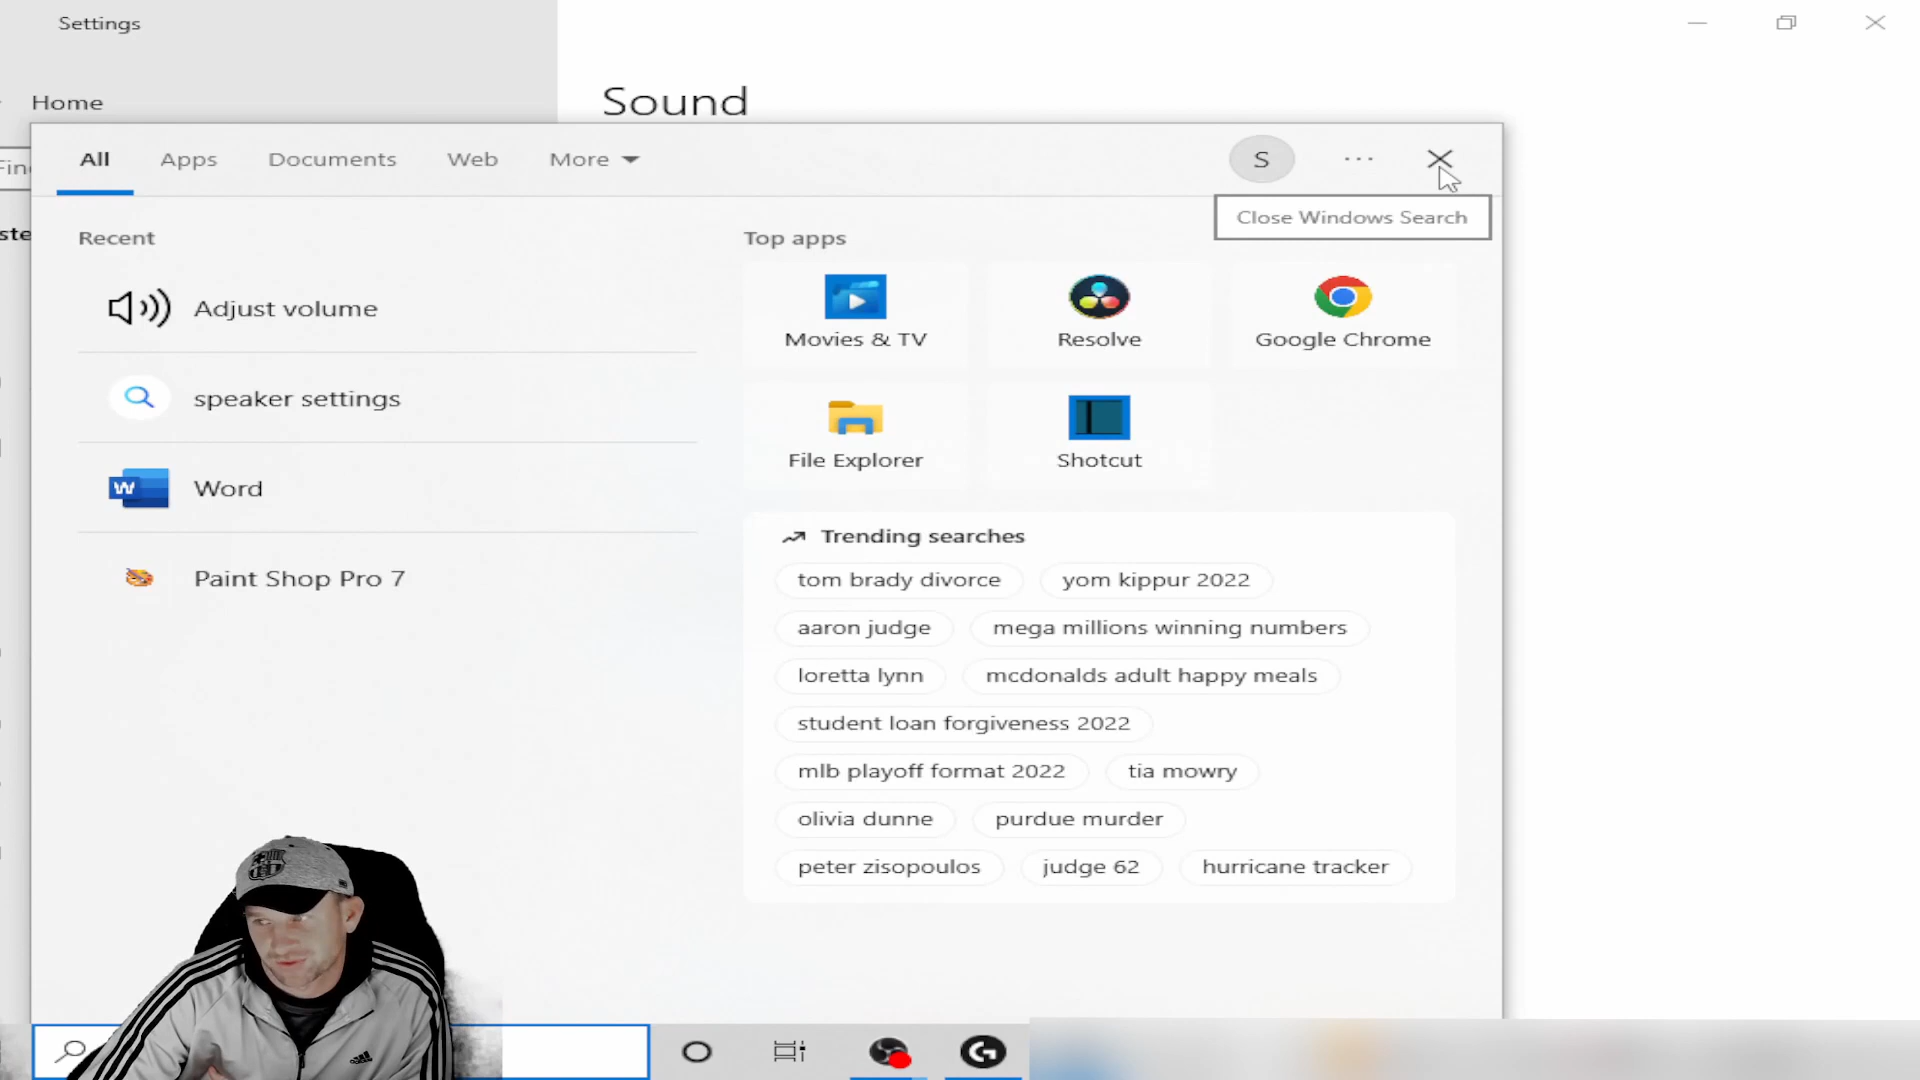 Settings
Home
Sound
Fin
ste
All Apps Documents Web More
S ...
Close Windows Search
Recent
Adjust volume
speaker settings
Word
Paint Shop Pro 7
Top apps
Movies & TV
Resolve
Google Chrome
File Explorer
Shotcut
Trending searches
tom brady divorce
yom kippur 2022
aaron judge
mega millions winning numbers
loretta lynn
mcdonalds adult happy meals
student loan forgiveness 2022
mlb playoff format 2022
tia mowry
olivia dunne
purdue murder
peter zisopoulos
judge 62
hurricane tracker